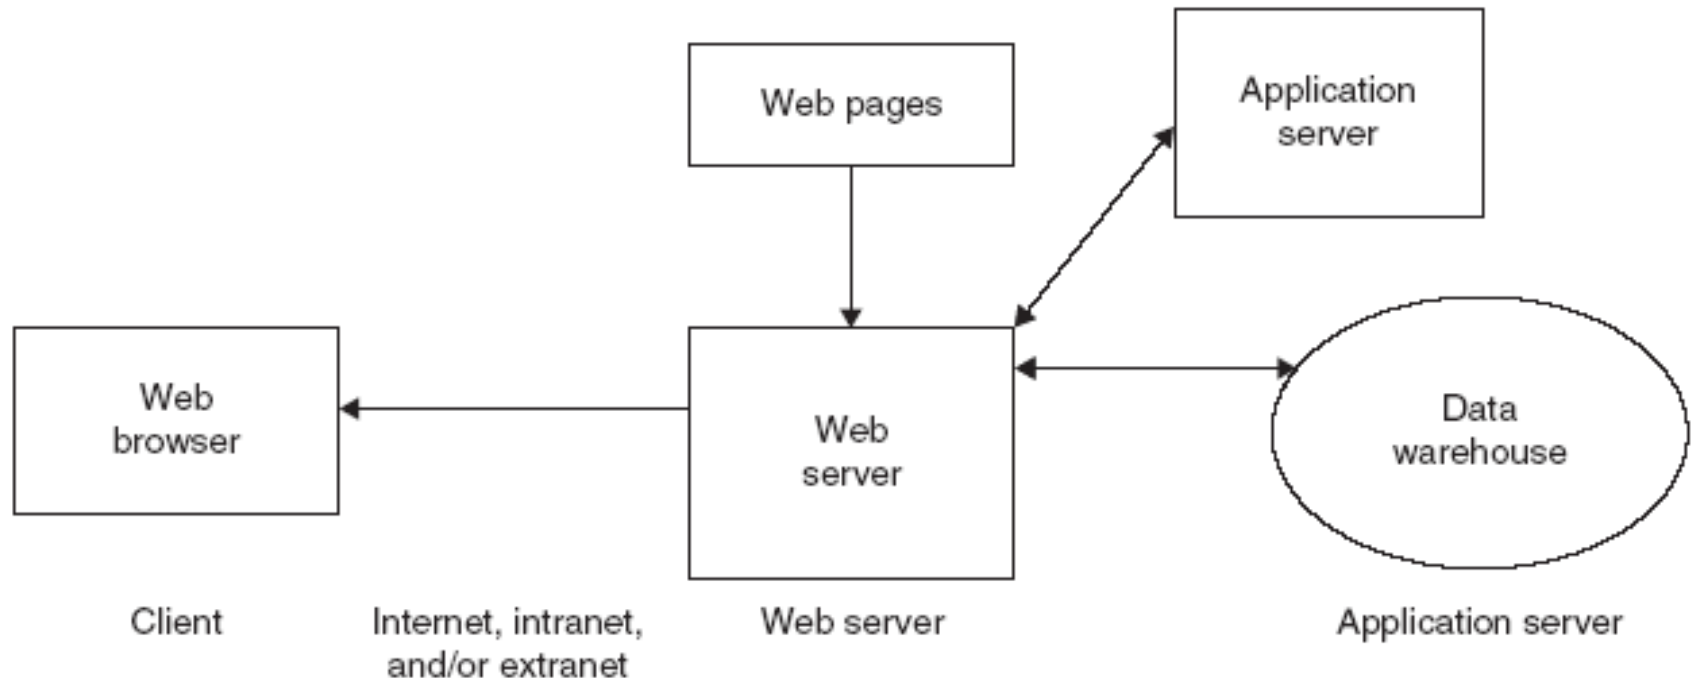 Web pages
Application
server
Web
browser
Web
server
Data
warehouse
Client
Internet, intranet,
and/or extranet
Web server
Application server